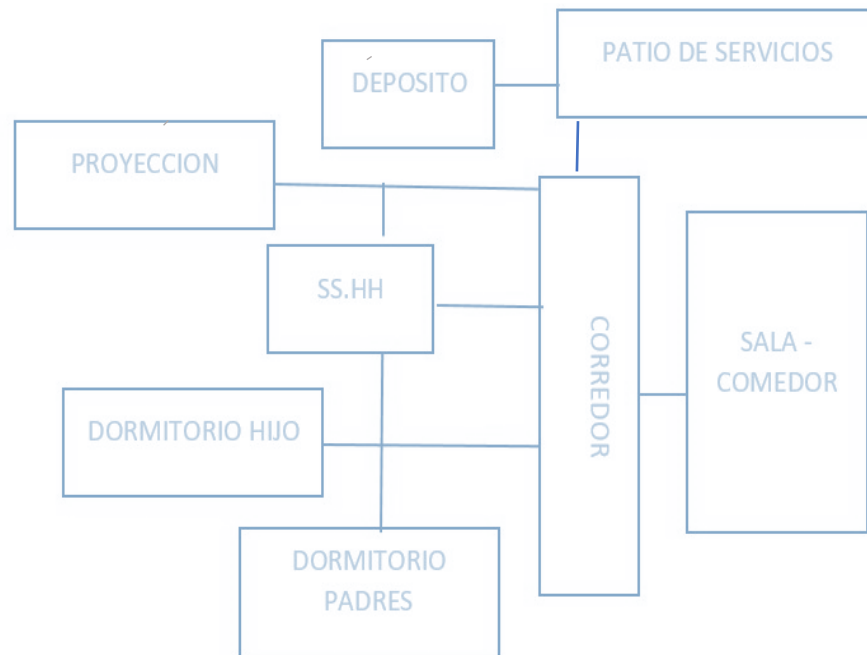 PATIO DE SERVICIOS
DEPOSITO
PROYECCION
SS.HH
CORREDOR
SALA -
COMEDOR
DORMITORIO HIJO
DORMITORIO
PADRES